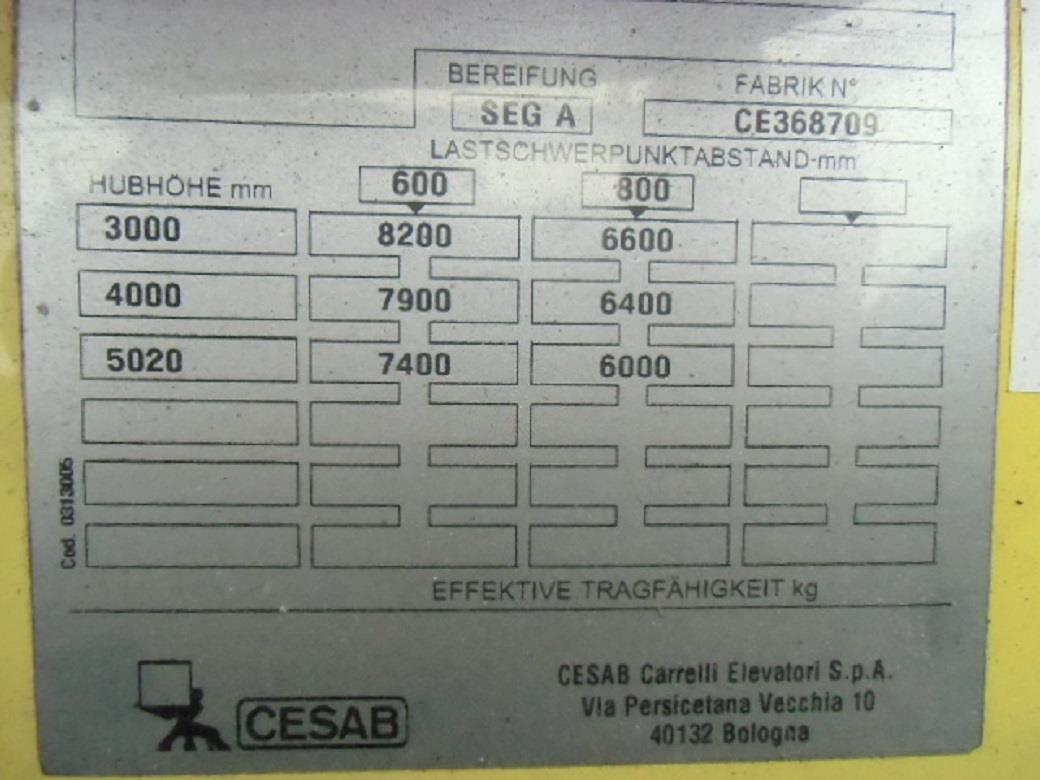 BEREIFUNG FABRIK N°
SEG A CE368709
LASTSCHWERPUNKTABSTAND-mm
HUBHÖHE mm 600 800
3000 8200 6600
4000 7900 6400
5020 7400 6000
Cod. 0313005
EFFEKTIVE TRAGFÄHIGKEIT kg
CESAB
CESAB Carrelli Elevatori S.p.A.
Via Persicetana Vecchia 10
40132 Bologna